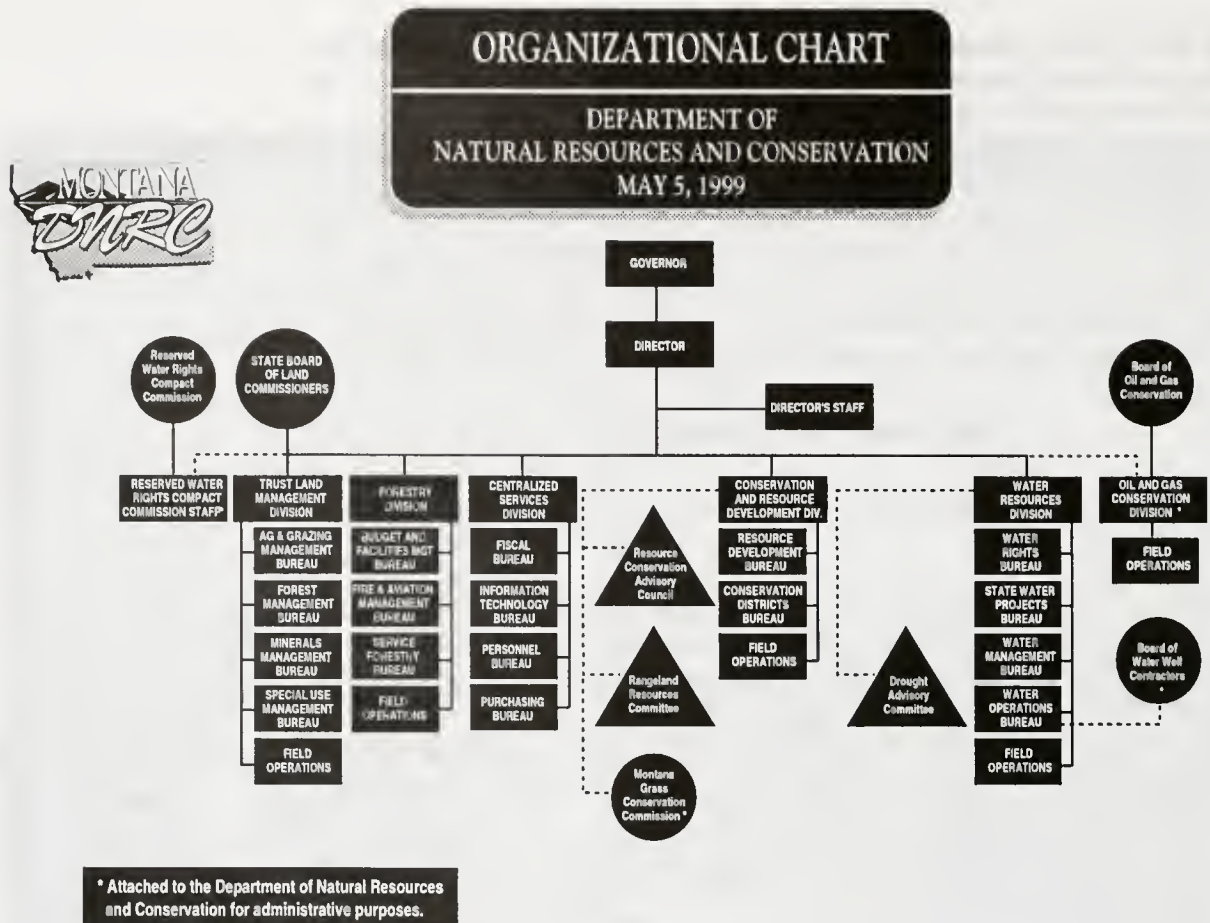 ORGANIZATIONAL CHART
DEPARTMENT OF
NATURAL RESOURCES AND CONSERVATION
MAY 5, 1999
MONTANA
DNRC
GOVERNOR
DIRECTOR
DIRECTOR'S STAFF
Reserved
Water Rights
Compact
Commission
STATE BOARD
OF LAND
COMMISSIONERS
Board of
Oil and Gas
Conservation
RESERVED WATER
RIGHTS COMPACT
COMMISSION STAFF*
TRUST LAND
MANAGEMENT
DIVISION
AG & GRAZING
MANAGEMENT
BUREAU
FOREST
MANAGEMENT
BUREAU
MINERALS
MANAGEMENT
BUREAU
SPECIAL USE
MANAGEMENT
BUREAU
FIELD
OPERATIONS
FORESTRY
DIVISION
BUDGET AND
FACILITIES MGT
BUREAU
FIRE & AVIATION
MANAGEMENT
BUREAU
SERVICE
FORESTRY
BUREAU
FIELD
OPERATIONS
CENTRALIZED
SERVICES
DIVISION
FISCAL
BUREAU
INFORMATION
TECHNOLOGY
BUREAU
PERSONNEL
BUREAU
PURCHASING
BUREAU
Resource
Conservation
Advisory
Council
Rangeland
Resources
Committee
Montana
Grass
Conservation
Commission *
CONSERVATION
AND RESOURCE
DEVELOPMENT DIV.
RESOURCE
DEVELOPMENT
BUREAU
CONSERVATION
DISTRICTS
BUREAU
FIELD
OPERATIONS
Drought
Advisory
Committee
WATER
RESOURCES
DIVISION
WATER
RIGHTS
BUREAU
STATE WATER
PROJECTS
BUREAU
WATER
MANAGEMENT
BUREAU
WATER
OPERATIONS
BUREAU
FIELD
OPERATIONS
OIL AND GAS
CONSERVATION
DIVISION *
FIELD
OPERATIONS
Board of
Water Well
Contractors
*
* Attached to the Department of Natural Resources
and Conservation for administrative purposes.